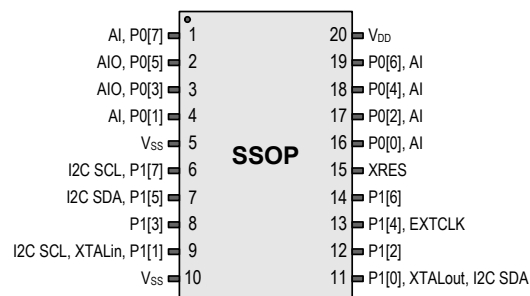 AI, P0[7] 1 20 VDD
AIO, P0[5] 2 19 P0[6], AI
AIO, P0[3] 3 18 P0[4], AI
AI, P0[1] 4 17 P0[2], AI
VSS 5 16 P0[0], AI
SSOP
I2C SCL, P1[7] 6 15 XRES
I2C SDA, P1[5] 7 14 P1[6]
P1[3] 8 13 P1[4], EXTCLK
I2C SCL, XTALin, P1[1] 9 12 P1[2]
VSS 10 11 P1[0], XTALout, I2C SDA